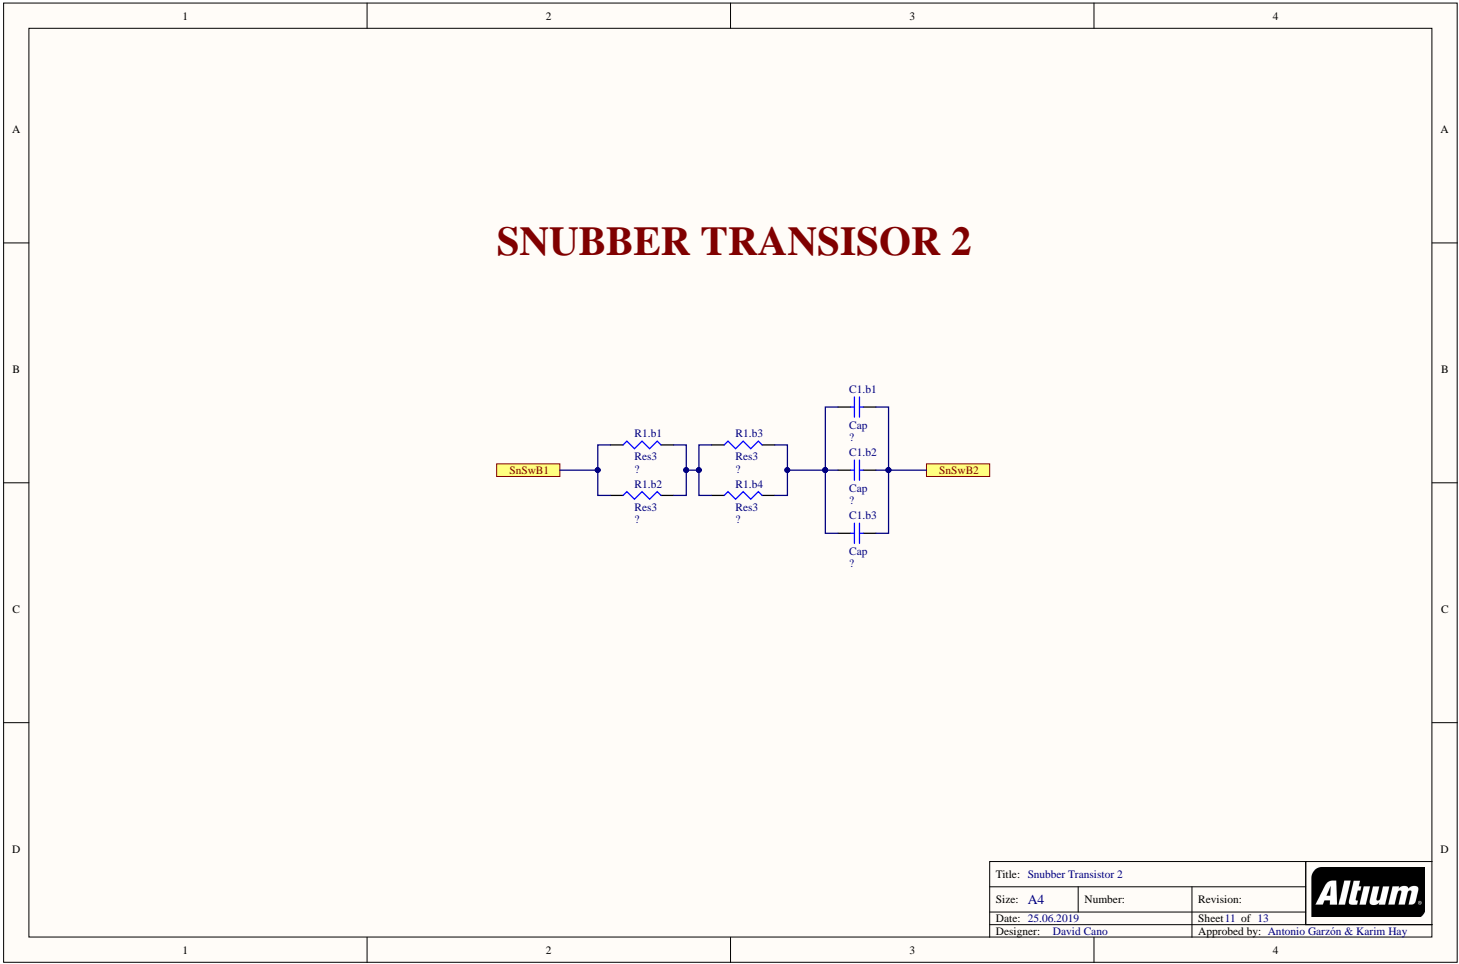 1 2 3 4
A A
SNUBBER TRANSISOR 2
B B
C1.b1
Cap
?
R1.b1 R1.b3
Res3 Res3
? ?
C1.b2
Cap
?
SnSwB1 SnSwB2
R1.b2 R1.b4
Res3 Res3
? ?
C1.b3
Cap
?
C C
D D
Title: Snubber Transistor 2
Altium.
Size: A4 Number: Revision:
Date: 25.06.2019 Sheet 11 of 13
Designer: David Cano Approbed by: Antonio Garzón & Karim Hay
1 2 3 4